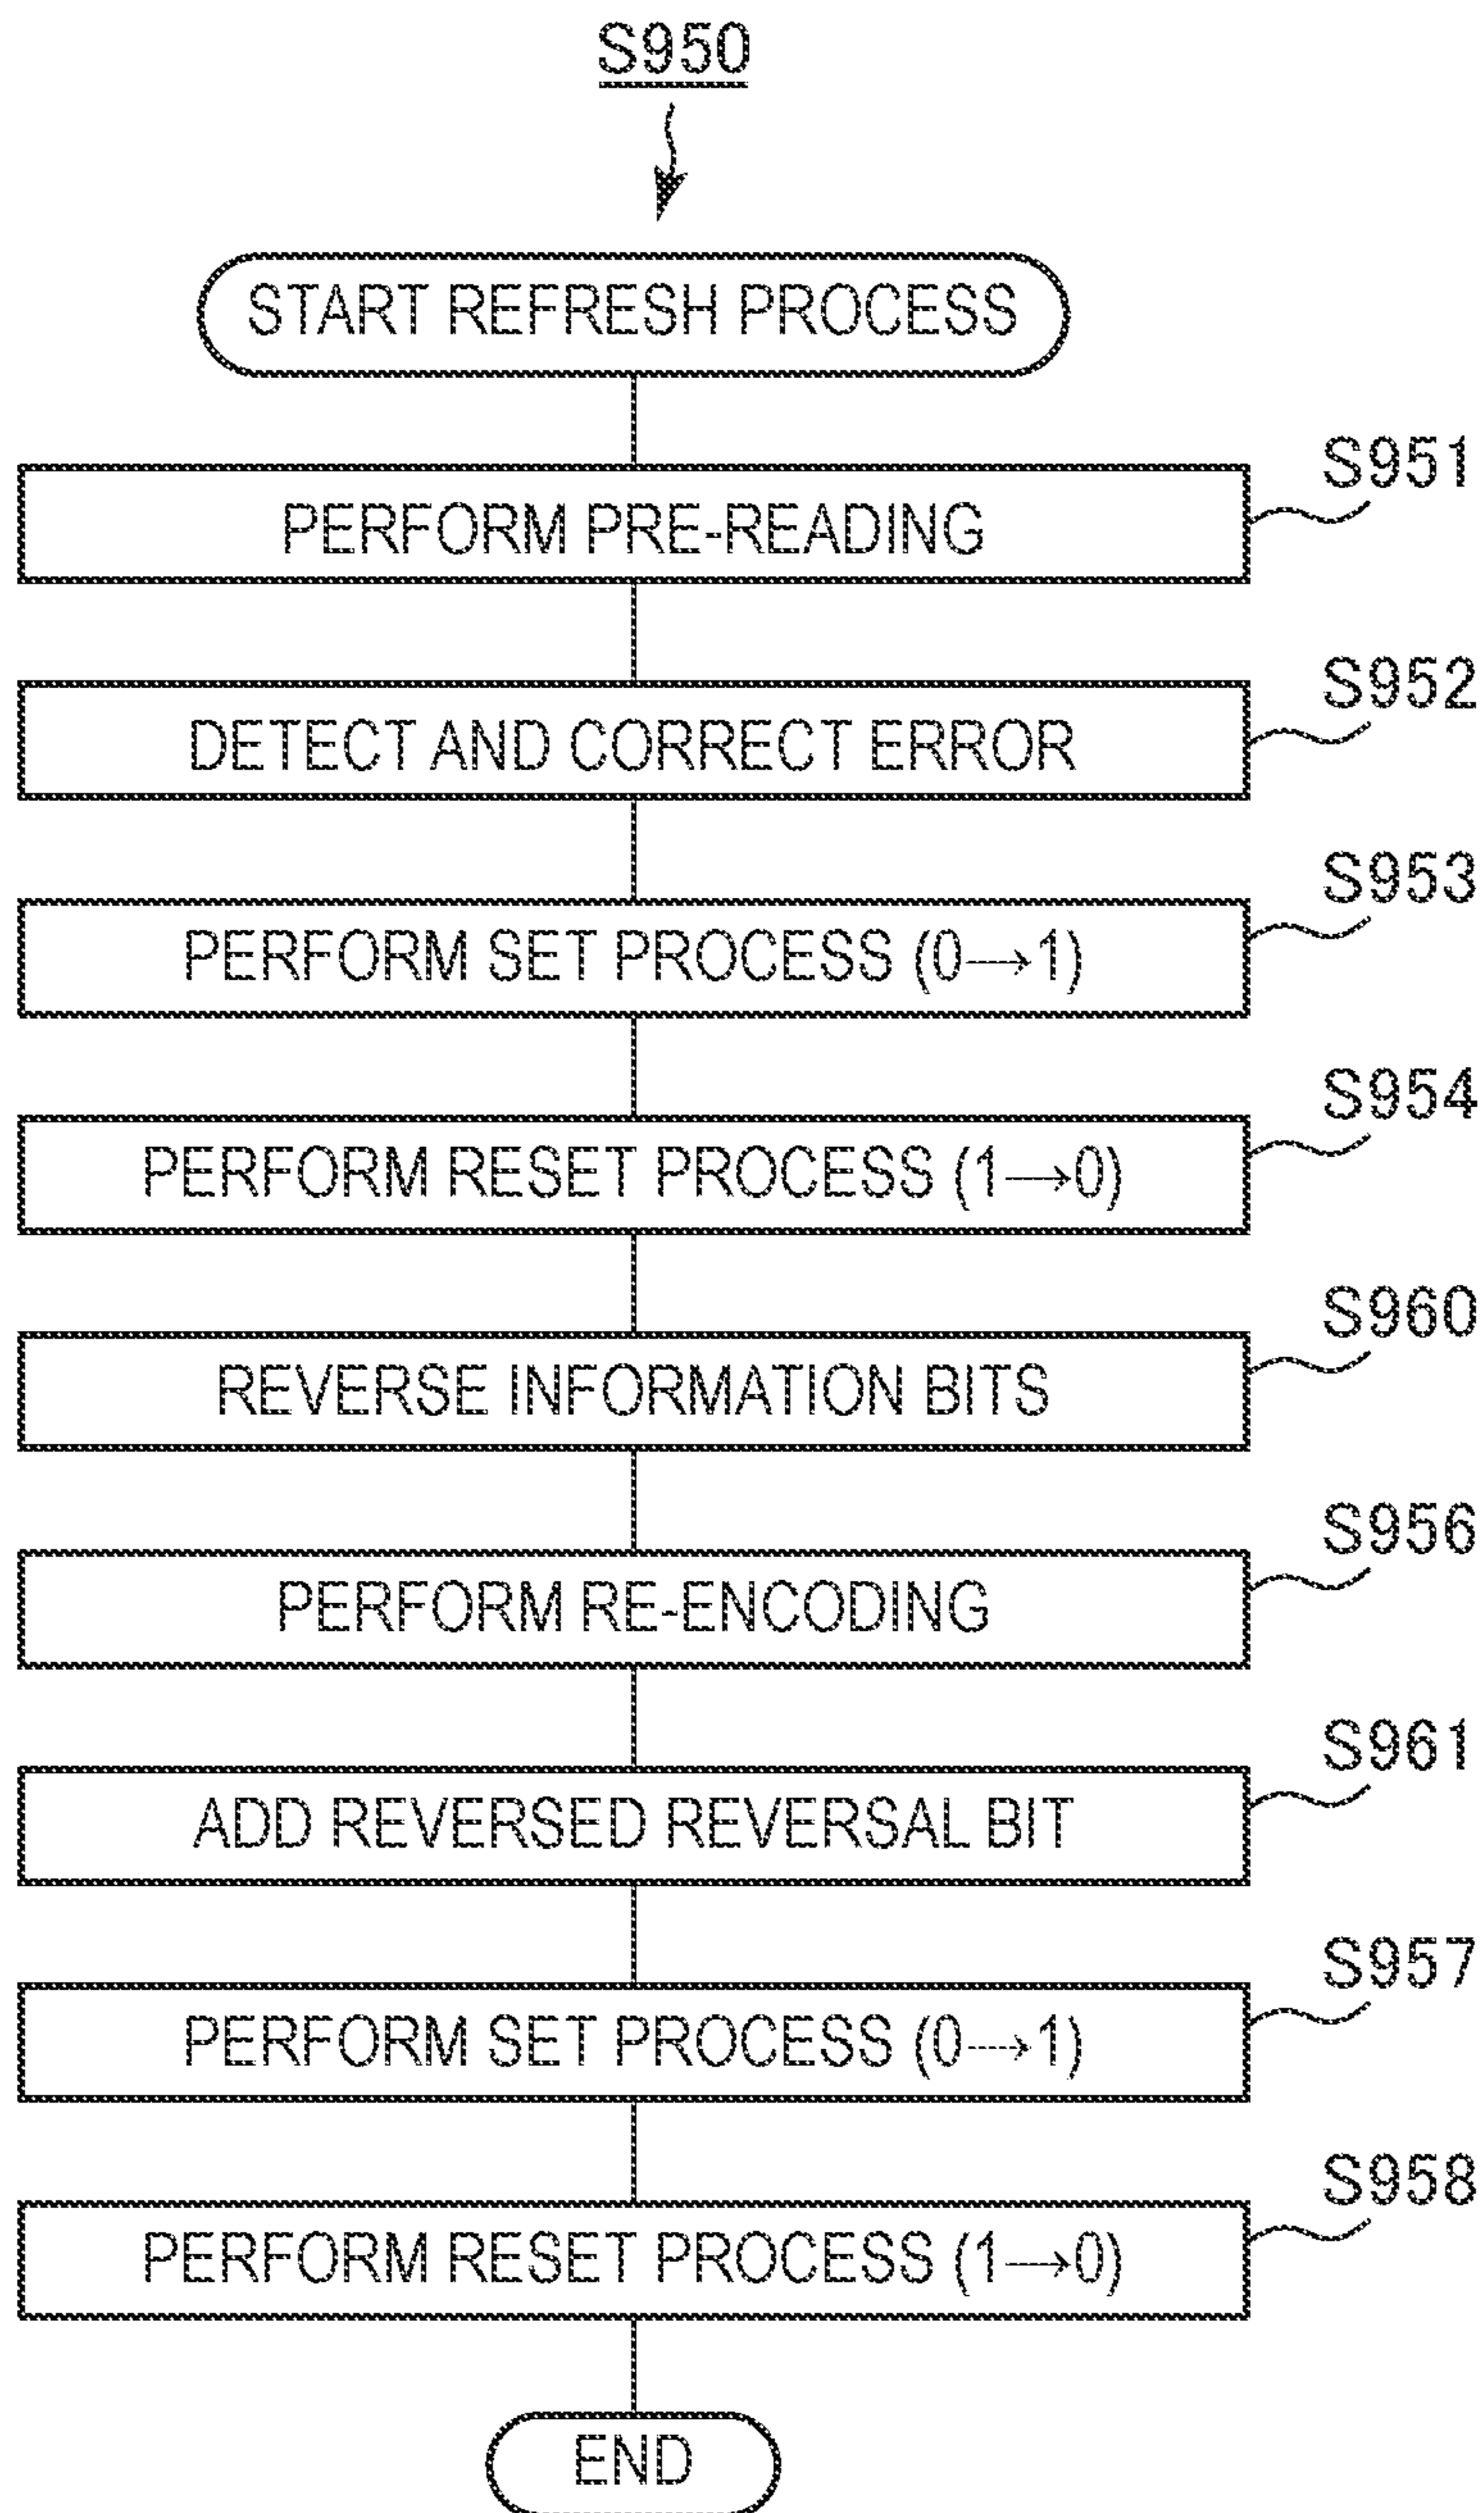 S950
START REFRESH PROCESS
S951
PERFORM PRE-READING
S952
DETECT AND CORRECT ERROR
S953
PERFORM SET PROCESS (0→1)
S954
PERFORM RESET PROCESS (1→0)
S960
REVERSE INFORMATION BITS
S956
PERFORM RE-ENCODING
S961
ADD REVERSED REVERSAL BIT
S957
PERFORM SET PROCESS (0→1)
S958
PERFORM RESET PROCESS (1→0)
END